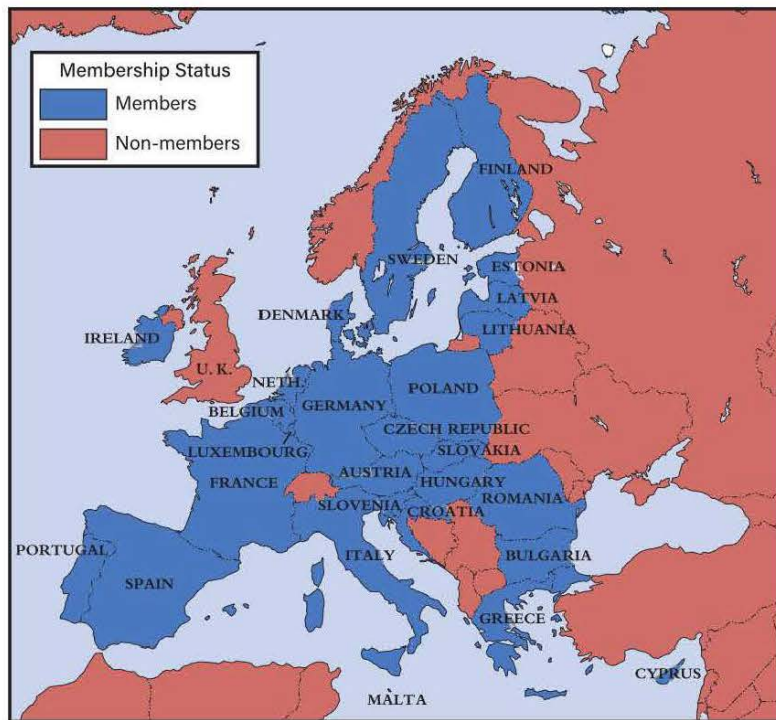 Membership Status
Members
Non-members
FINLAND
SWEDEN
ESTONIA
LATVIA
DENMARK
LITHUANIA
IRELAND
U. K.
NETH.
POLAND
BELGIUM
GERMANY
CZECH REPUBLIC
SLOVAKIA
LUXEMBOURG
AUSTRIA
FRANCE
HUNGARY
ROMANIA
SLOVENIA
CROATIA
PORTUGAL
ITALY
BULGARIA
SPAIN
GREECE
CYPRUS
MALTA